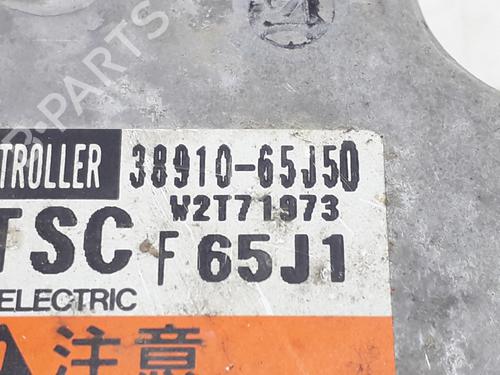 TROLLER 38910-65J50
W2T71973
TSC F 65J1
ELECTRIC
注意